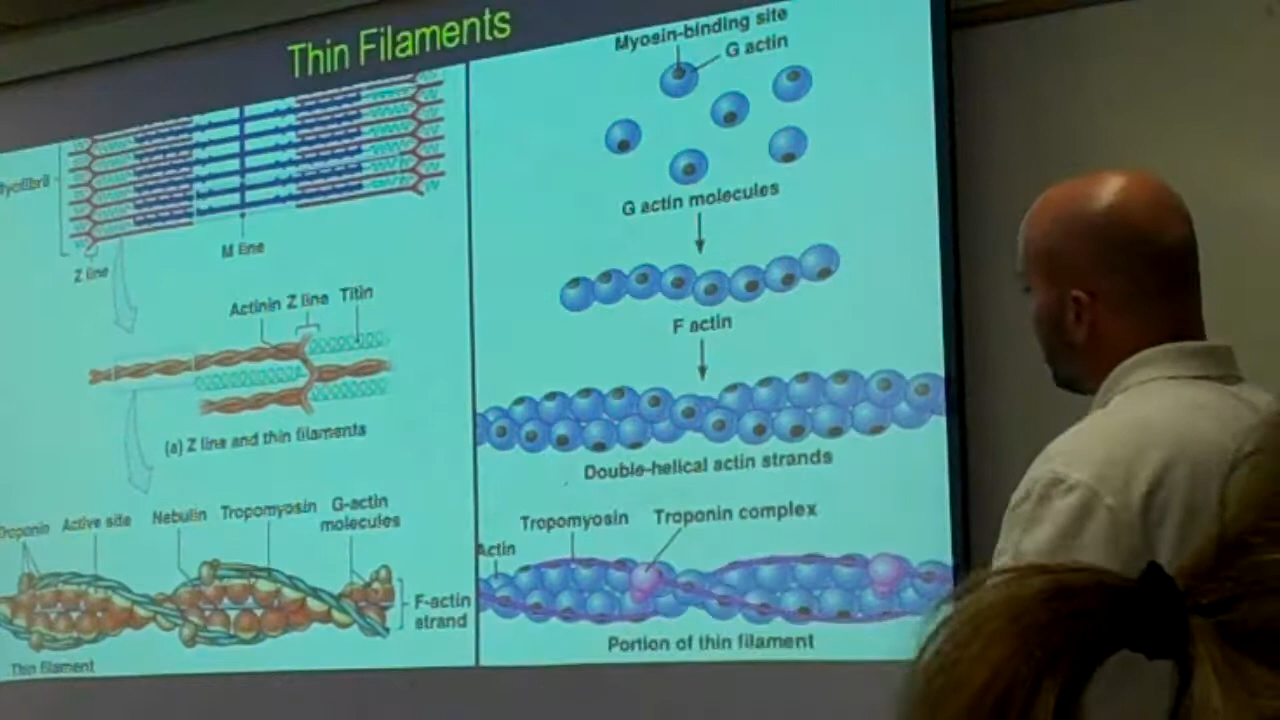 Thin Filaments
Z line
M line
Actinin Z line Titin
(a) Z line and thin filaments
Troponin Active site Nebulin Tropomyosin G-actin
molecules
F-actin
strand
Thin filament
Myosin-binding site
G actin
G actin molecules
F actin
Double-helical actin strands
Tropomyosin Troponin complex
Actin
Portion of thin filament